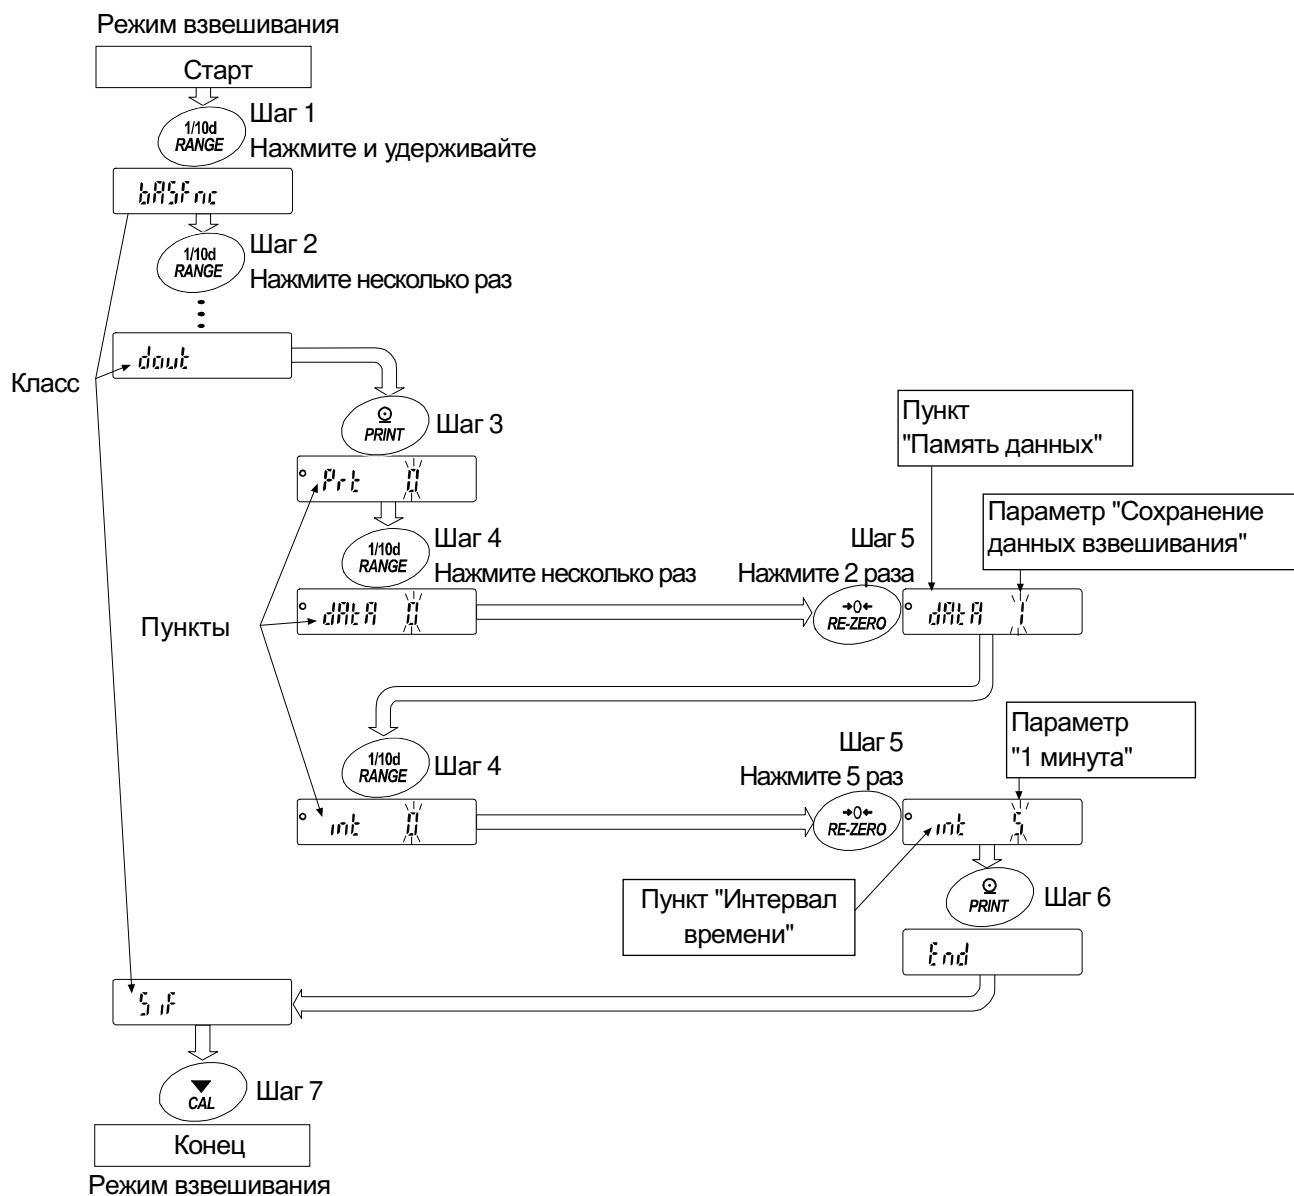 Режим взвешивания
Старт
1/10d
RANGE
Шаг 1
Нажмите и удерживайте
bASFnc
1/10d
RANGE
Шаг 2
Нажмите несколько раз
dout
Класс
PRINT
Шаг 3
Prt 0
Пункт
"Память данных"
Параметр "Сохранение
данных взвешивания"
1/10d
RANGE
Шаг 4
Нажмите несколько раз
Шаг 5
Нажмите 2 раза
Пункты
dAtA 0
→0←
RE-ZERO
dAtA 1
1/10d
RANGE
Шаг 4
Шаг 5
Нажмите 5 раз
Параметр
"1 минута"
int 0
→0←
RE-ZERO
int 5
Пункт "Интервал
времени"
PRINT
Шаг 6
End
SiF
CAL
Шаг 7
Конец
Режим взвешивания